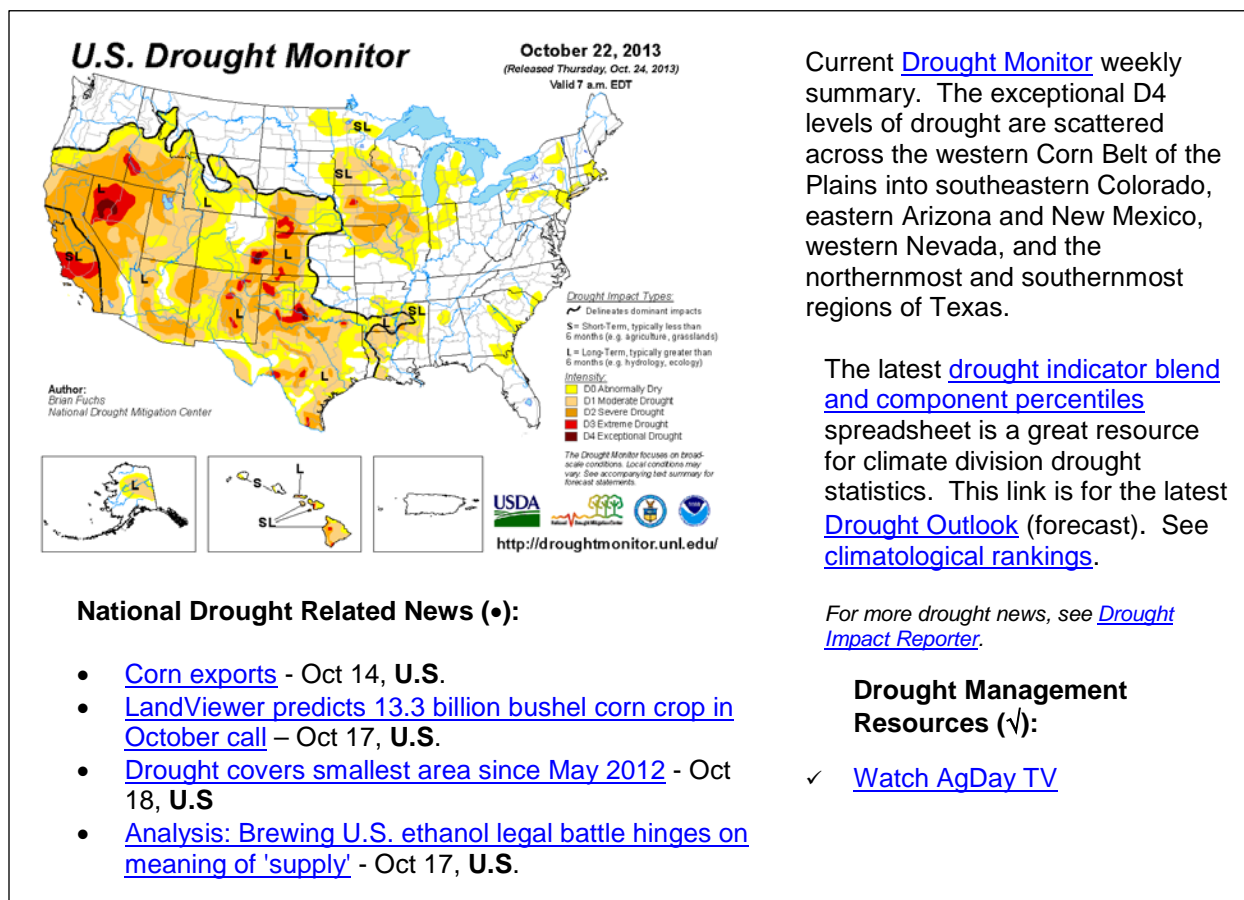 U.S. Drought Monitor
October 22, 2013
(Released Thursday, Oct. 24, 2013)
Valid 7 a.m. EDT
SL
SL
L
L
L
SL
L
L
L
SL
L
L
Drought Impact Types:
Delineates dominant impacts
S = Short-Term, typically less than
6 months (e.g. agriculture, grasslands)
L = Long-Term, typically greater than
6 months (e.g. hydrology, ecology)
Intensity:
D0 Abnormally Dry
D1 Moderate Drought
D2 Severe Drought
D3 Extreme Drought
D4 Exceptional Drought
Author:
Brian Fuchs
National Drought Mitigation Center
The Drought Monitor focuses on broad-
scale conditions. Local conditions may
vary. See accompanying text summary for
forecast statements.
L
S
L
SL
USDA
National Drought Mitigation Center
http://droughtmonitor.unl.edu/
Current Drought Monitor weekly
summary. The exceptional D4
levels of drought are scattered
across the western Corn Belt of the
Plains into southeastern Colorado,
eastern Arizona and New Mexico,
western Nevada, and the
northernmost and southernmost
regions of Texas.
The latest drought indicator blend
and component percentiles
spreadsheet is a great resource
for climate division drought
statistics. This link is for the latest
Drought Outlook (forecast). See
climatological rankings.
For more drought news, see Drought
Impact Reporter.
National Drought Related News (•):
• Corn exports - Oct 14, U.S.
• LandViewer predicts 13.3 billion bushel corn crop in
October call – Oct 17, U.S.
• Drought covers smallest area since May 2012 - Oct
18, U.S
• Analysis: Brewing U.S. ethanol legal battle hinges on
meaning of 'supply' - Oct 17, U.S.
Drought Management
Resources (√):
✓ Watch AgDay TV